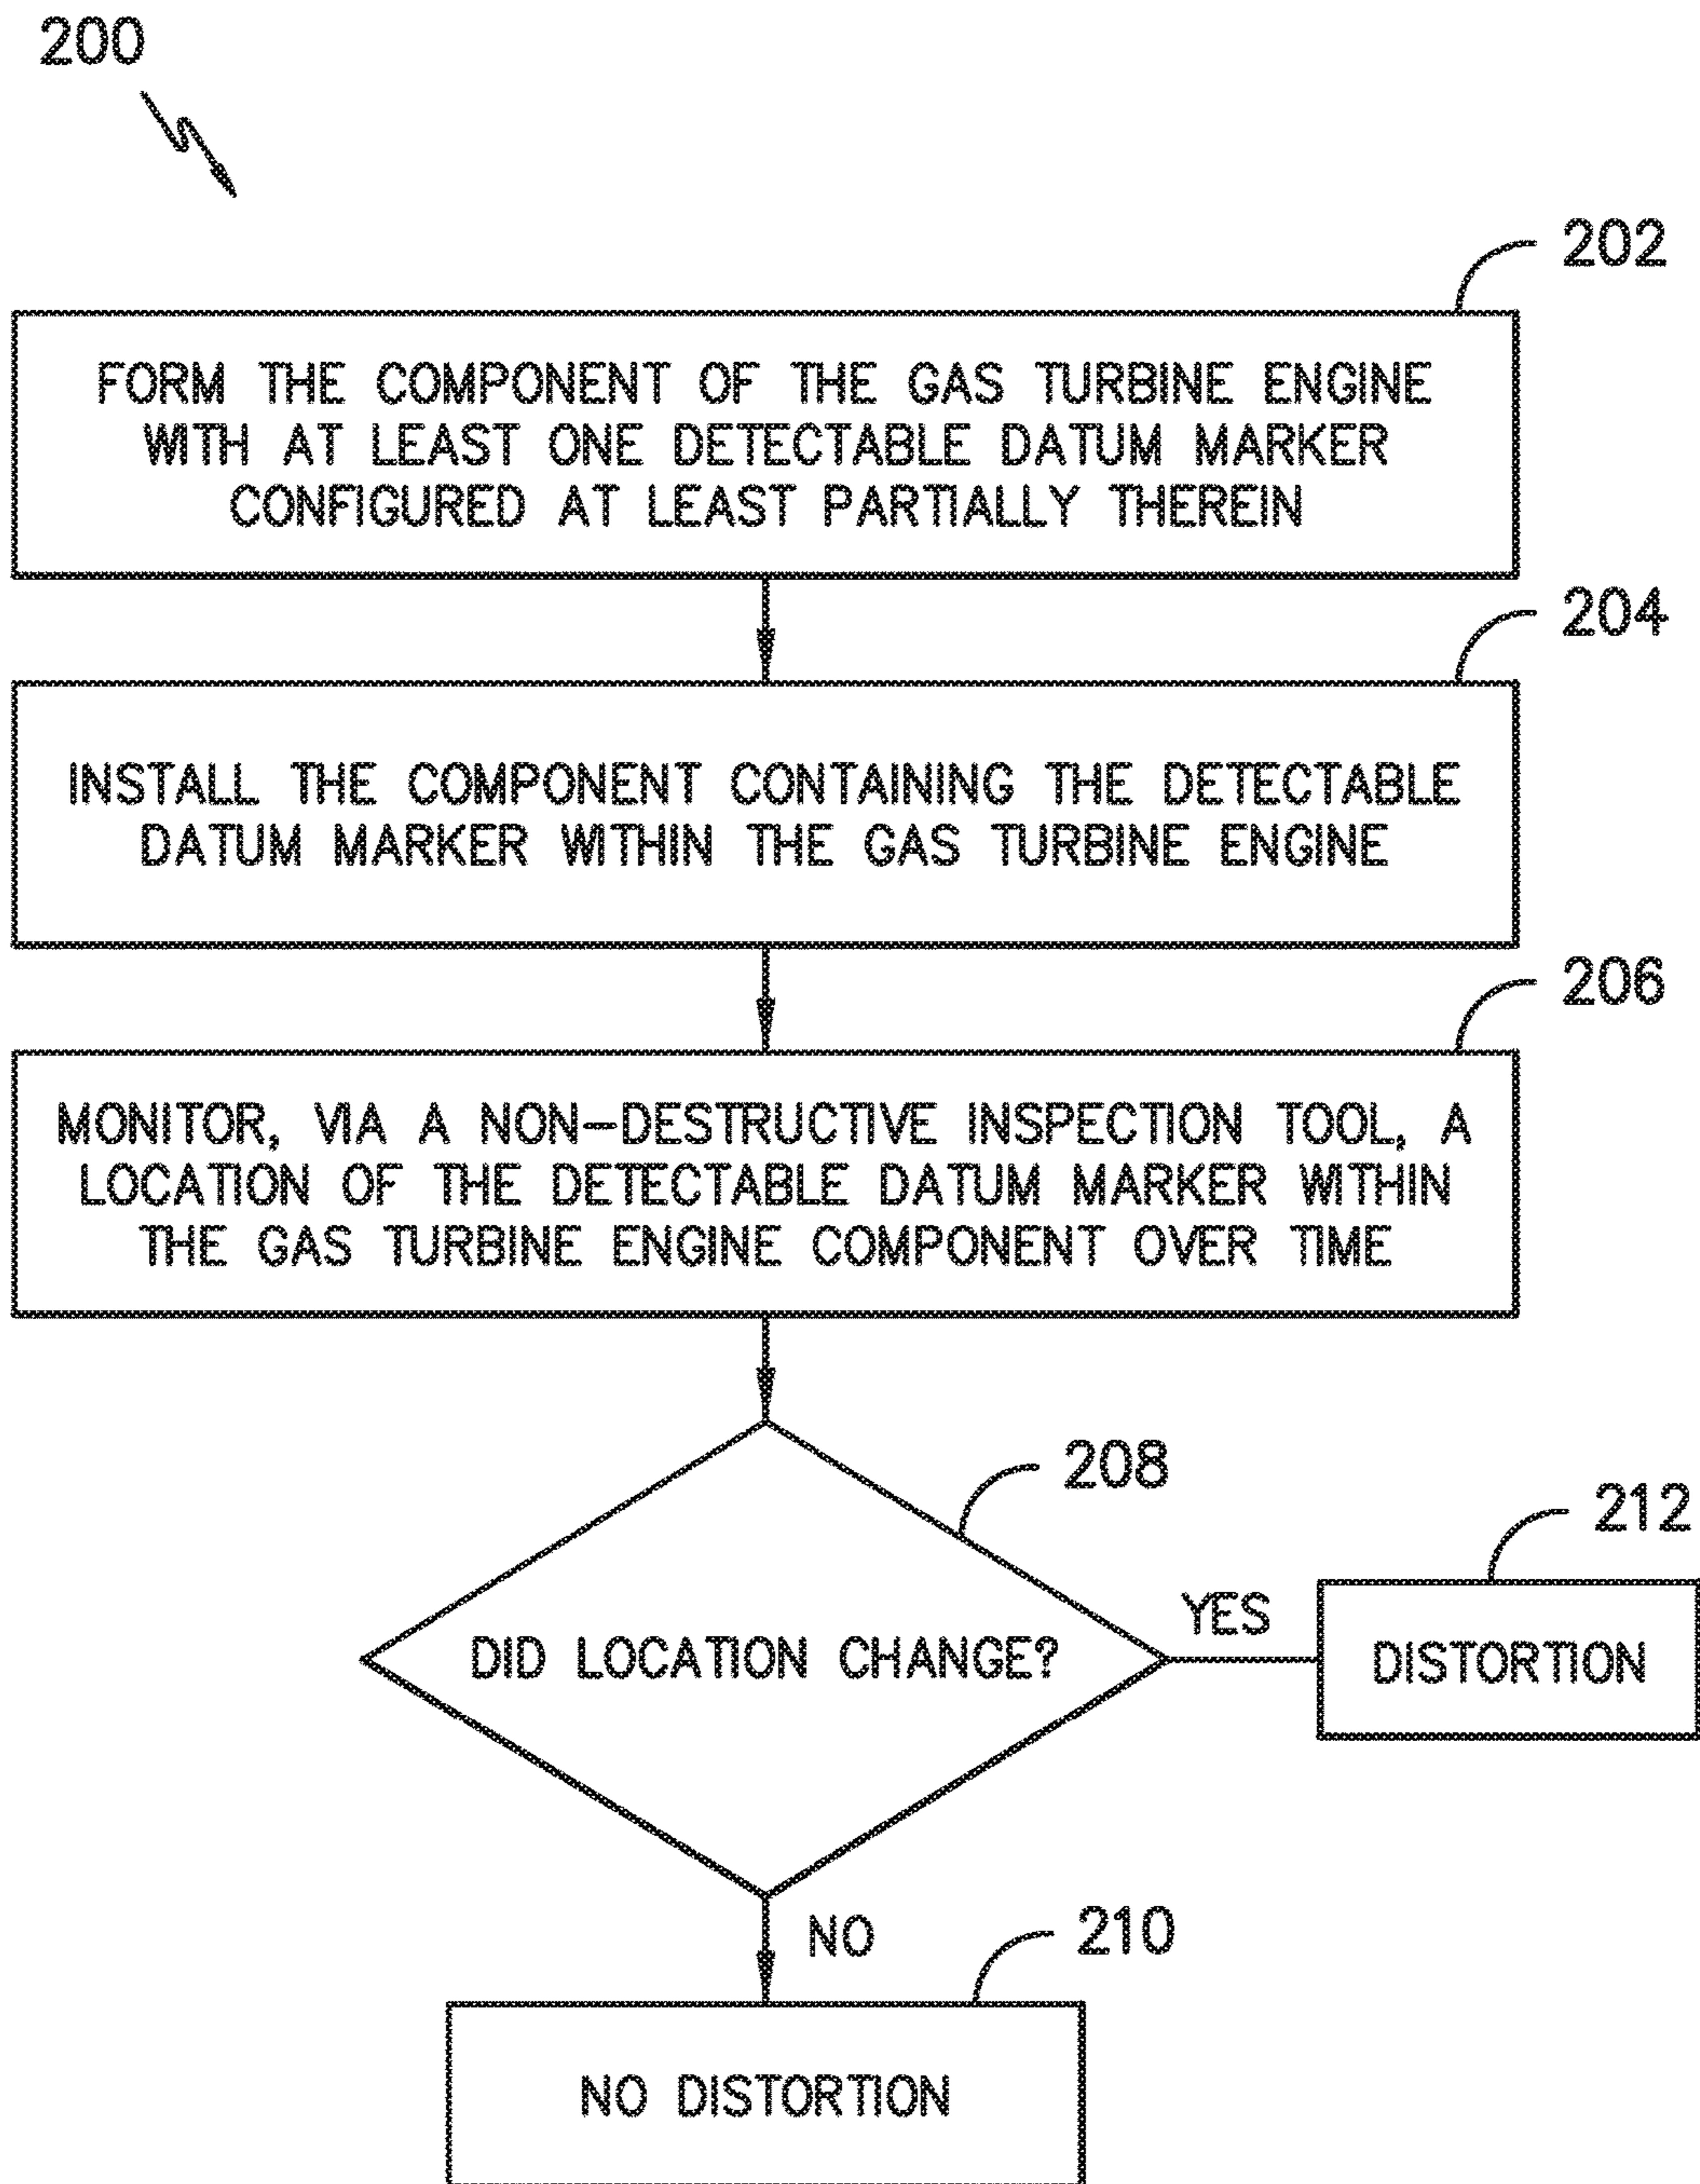 200
202
FORM THE COMPONENT OF THE GAS TURBINE ENGINE
WITH AT LEAST ONE DETECTABLE DATUM MARKER
CONFIGURED AT LEAST PARTIALLY THEREIN
204
INSTALL THE COMPONENT CONTAINING THE DETECTABLE
DATUM MARKER WITHIN THE GAS TURBINE ENGINE
206
MONITOR, VIA A NON-DESTRUCTIVE INSPECTION TOOL, A
LOCATION OF THE DETECTABLE DATUM MARKER WITHIN
THE GAS TURBINE ENGINE COMPONENT OVER TIME
208
DID LOCATION CHANGE?
YES
212
DISTORTION
NO
210
NO DISTORTION